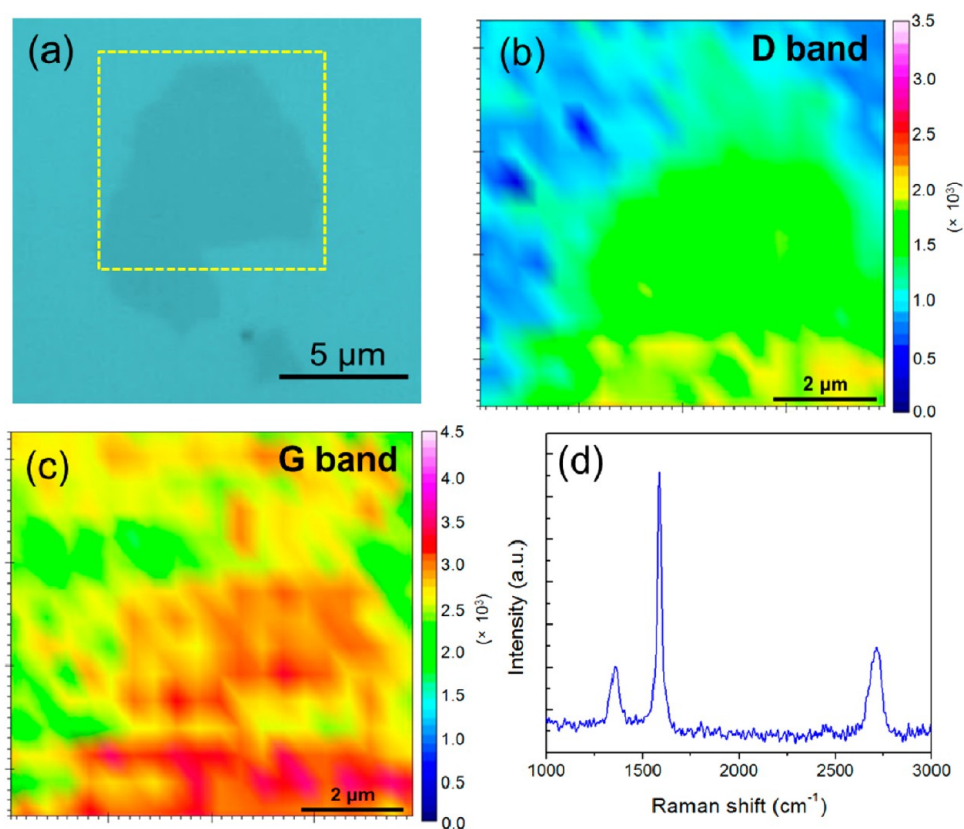 (a)
5 μm
(b)
D band
3.5
3.0
2.5
2.0
1.5
1.0
0.5
0.0
(× 10³)
2 μm
(c)
G band
4.5
4.0
3.5
3.0
2.5
2.0
1.5
1.0
0.5
0.0
(× 10³)
2 μm
(d)
Intensity (a.u.)
1000
1500
2000
2500
3000
Raman shift (cm⁻¹)